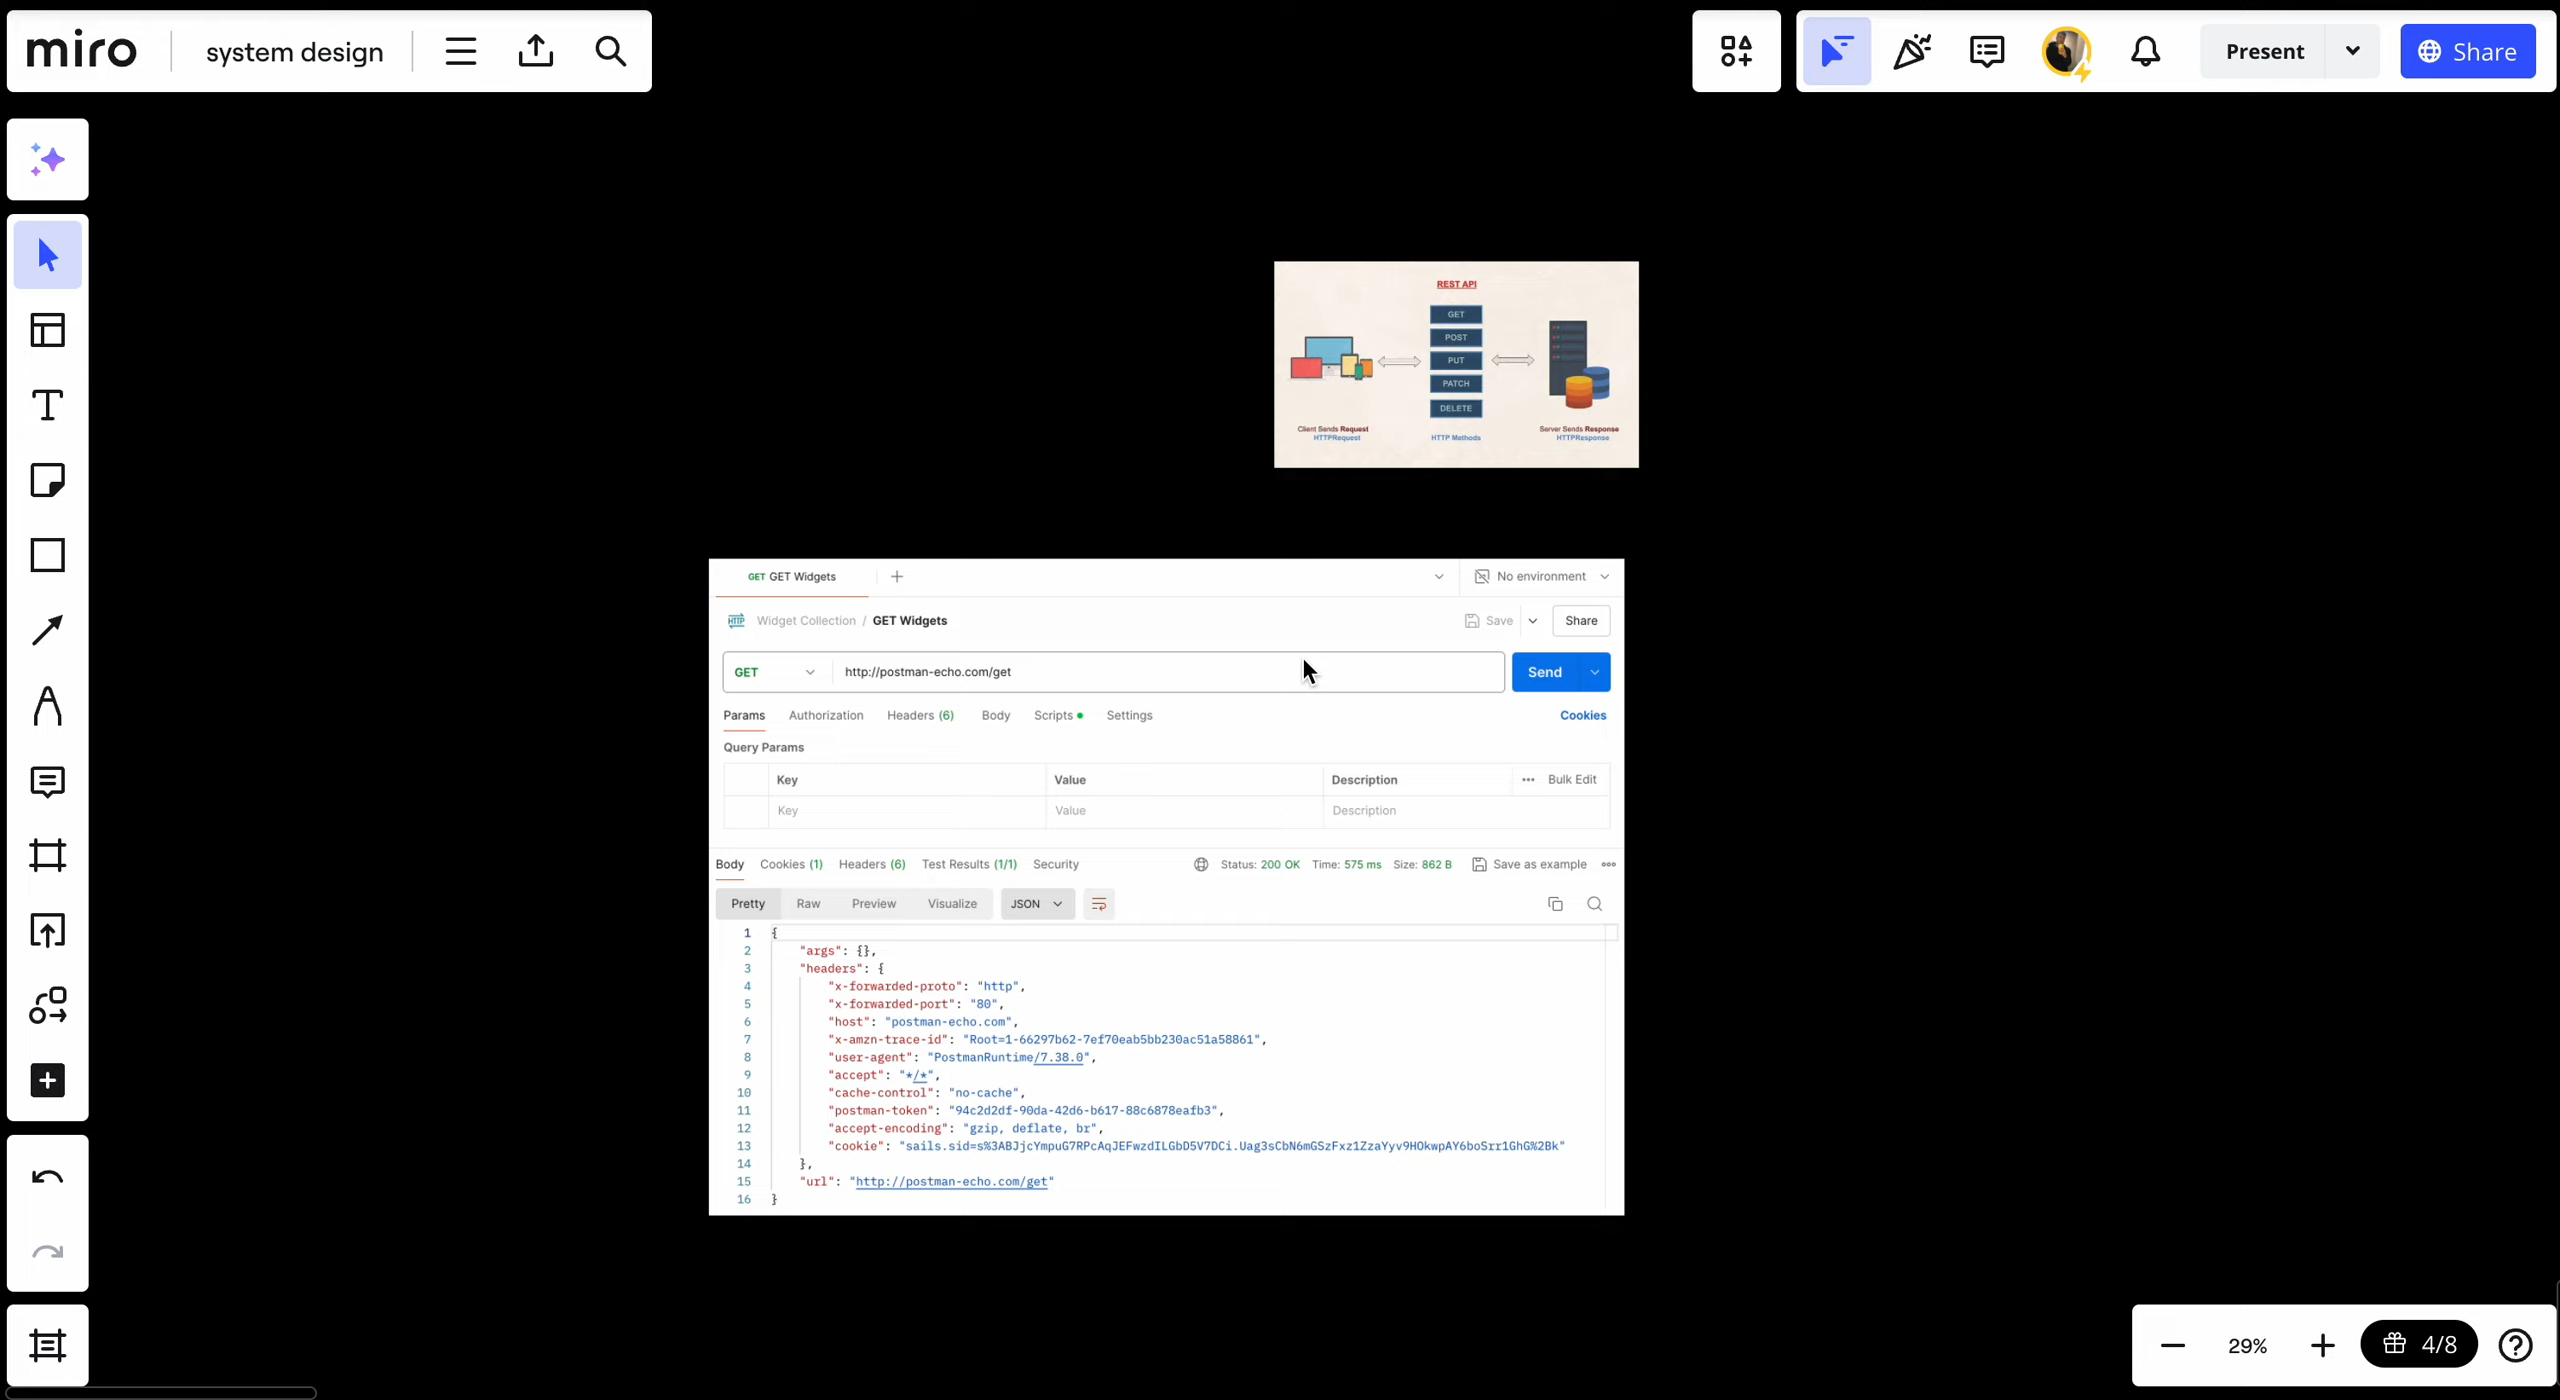 miro
system design
Present
Share
REST API
GET
POST
PUT
PATCH
DELETE
Client Sends Request
HTTPRequest
HTTP Methods
Server Sends Response
HTTPResponse
GET GET Widgets
No environment
HTTP Widget Collection / GET Widgets
Save
Share
GET http://postman-echo.com/get
Send
Params Authorization Headers (6) Body Scripts Settings
Cookies
Query Params
Key Value Description ••• Bulk Edit
Key Value Description
Body Cookies (1) Headers (6) Test Results (1/1) Security
Status: 200 OK Time: 575 ms Size: 862 B Save as example
Pretty Raw Preview Visualize JSON
1 {
2 "args": {},
3 "headers": {
4 "x-forwarded-proto": "http",
5 "x-forwarded-port": "80",
6 "host": "postman-echo.com",
7 "x-amzn-trace-id": "Root=1-66297b62-7ef70eab5bb230ac51a58861",
8 "user-agent": "PostmanRuntime/7.38.0",
9 "accept": "*/*",
10 "cache-control": "no-cache",
11 "postman-token": "94c2d2df-90da-42d6-b617-88c6878eafb3",
12 "accept-encoding": "gzip, deflate, br",
13 "cookie": "sails.sid=s%3ABJjcYmpuG7RPcAqJEFwzdILGbD5V7DCi.Uag3sCbN6mGSzFxz1ZzaYyv9HOkwpAY6boSrr1GhG%2Bk"
14 },
15 "url": "http://postman-echo.com/get"
16 }
29%
4/8